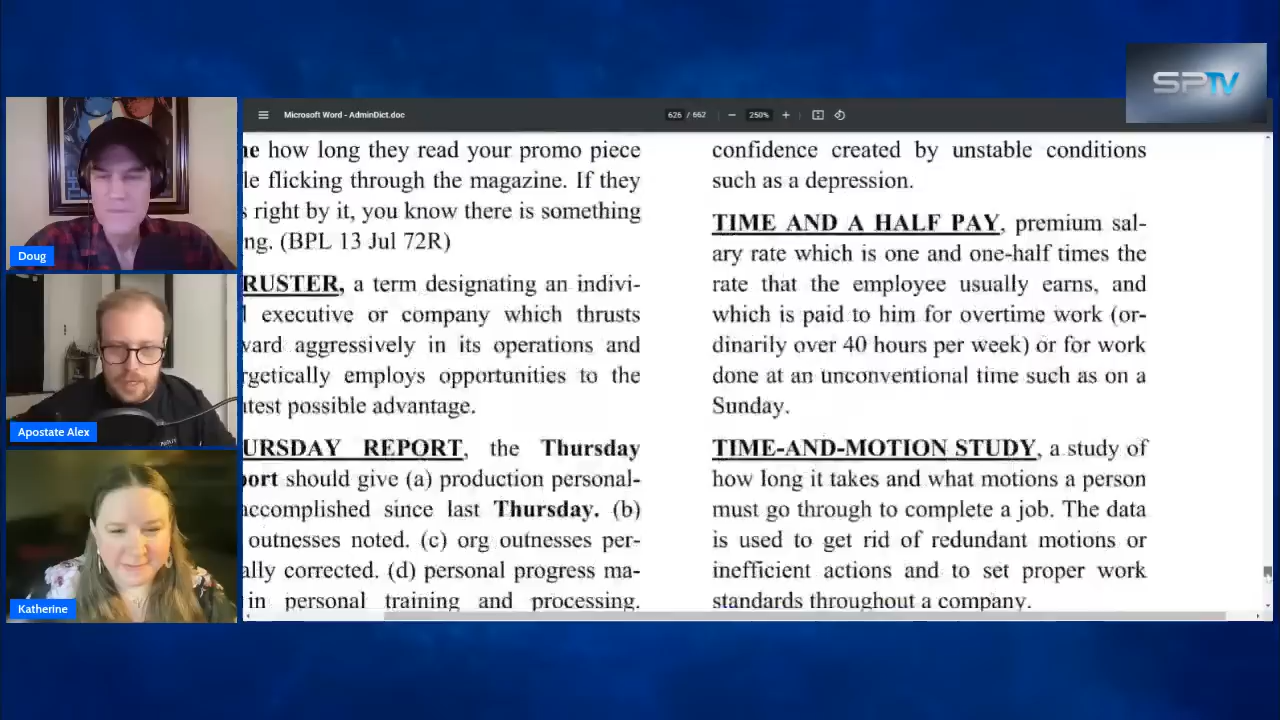 SPTV
Microsoft Word - AdminDict.doc
626 / 662
250%
how long they read your promo piece
flicking through the magazine. If they
right by it, you know there is something
(BPL 13 Jul 72R)
RUSTER, a term designating an indivi-
executive or company which thrusts
ward aggressively in its operations and
getically employs opportunities to the
test possible advantage.
URSDAY REPORT, the Thursday
port should give (a) production personal-
accomplished since last Thursday. (b)
outnesses noted. (c) org outnesses per-
ally corrected. (d) personal progress ma-
in personal training and processing.
confidence created by unstable conditions
such as a depression.
TIME AND A HALF PAY, premium sal-
ary rate which is one and one-half times the
rate that the employee usually earns, and
which is paid to him for overtime work (or-
dinarily over 40 hours per week) or for work
done at an unconventional time such as on a
Sunday.
TIME-AND-MOTION STUDY, a study of
how long it takes and what motions a person
must go through to complete a job. The data
is used to get rid of redundant motions or
inefficient actions and to set proper work
standards throughout a company.
Doug
Apostate Alex
Katherine